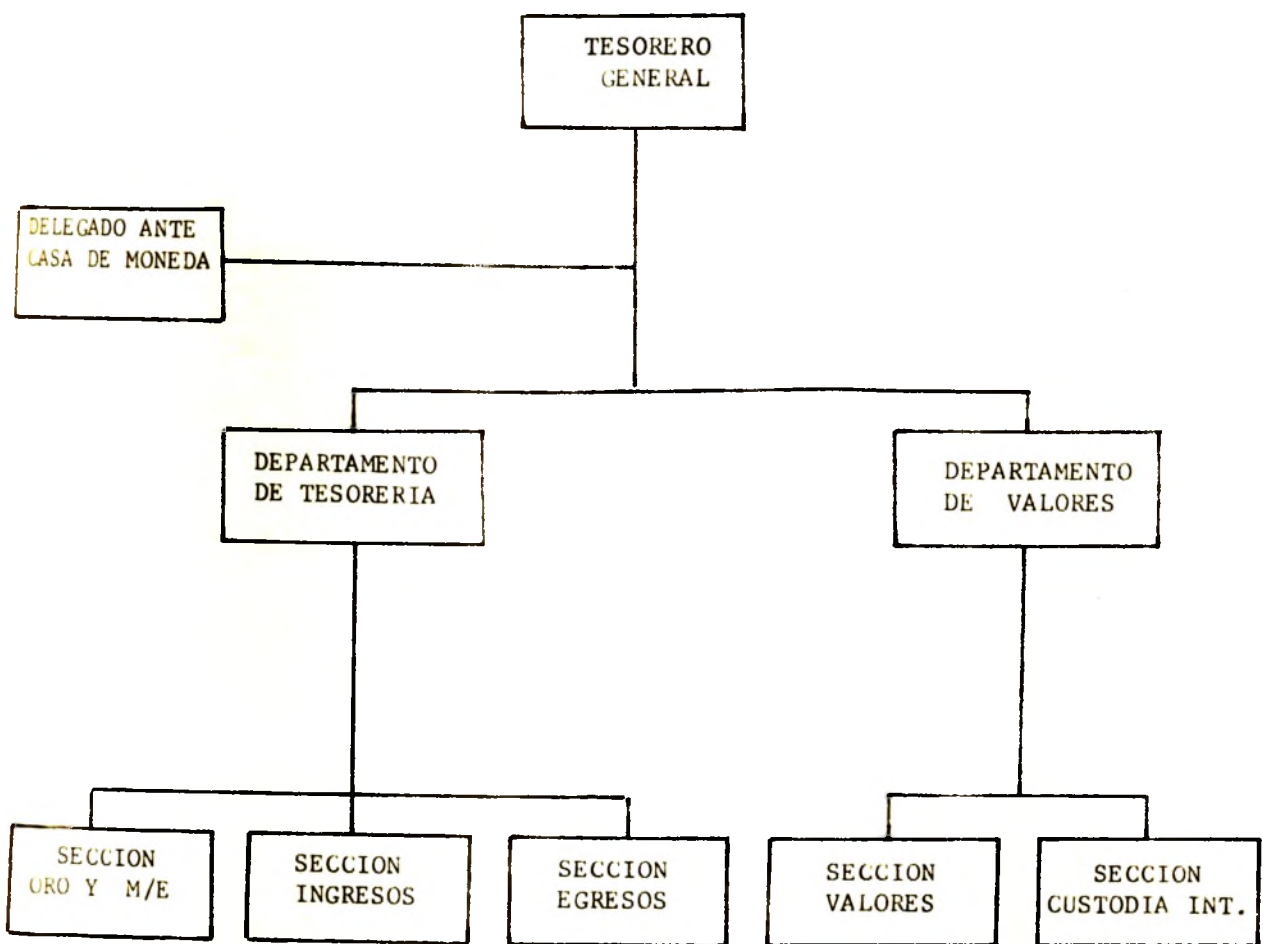 TESORERO
GENERAL
DELEGADO ANTE
CASA DE MONEDA
DEPARTAMENTO
DE TESORERIA
DEPARTAMENTO
DE VALORES
SECCION
ORO Y M/E
SECCION
INGRESOS
SECCION
EGRESOS
SECCION
VALORES
SECCION
CUSTODIA INT.